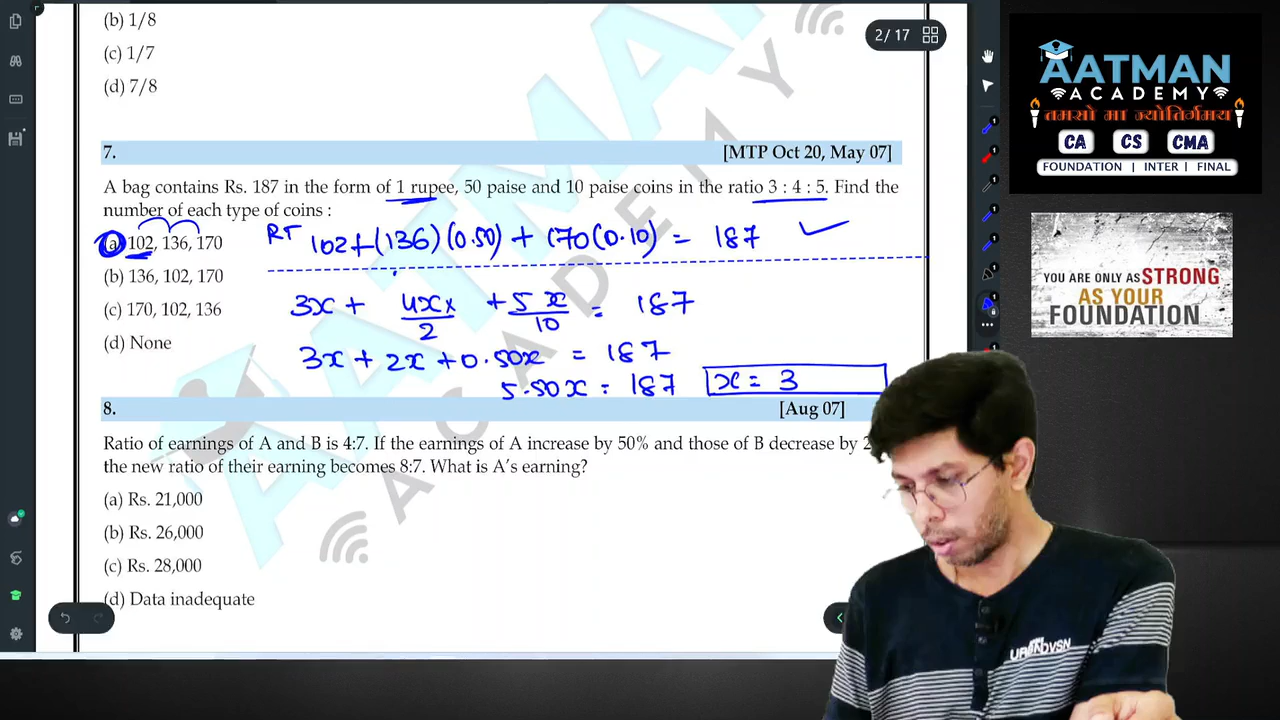 (b) 1/8
(c) 1/7
(d) 7/8
2/17
7. [MTP Oct 20, May 07]
A bag contains Rs. 187 in the form of 1 rupee, 50 paise and 10 paise coins in the ratio 3 : 4 : 5. Find the
number of each type of coins :
(a) 102, 136, 170
RT 102+(136)(0.50) + 170(0.10) = 187
(b) 136, 102, 170
(c) 170, 102, 136
(d) None
3x + 4x/2 + 5x/10 = 187
3x + 2x + 0.50x = 187
5.50x = 187 x = 3
8. [Aug 07]
Ratio of earnings of A and B is 4:7. If the earnings of A increase by 50% and those of B decrease by 2
the new ratio of their earning becomes 8:7. What is A's earning?
(a) Rs. 21,000
(b) Rs. 26,000
(c) Rs. 28,000
(d) Data inadequate
AATMAN
ACADEMY
AATMAN
ACADEMY
तमसो मा ज्योतिर्गमय
CA CS CMA
FOUNDATION | INTER | FINAL
YOU ARE ONLY AS STRONG
AS YOUR
FOUNDATION